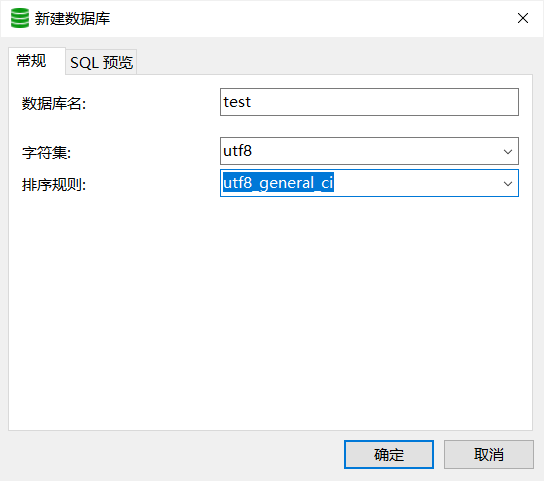 新建数据库
常规 SQL 预览
数据库名: test
字符集: utf8
排序规则: utf8_general_ci
确定 取消